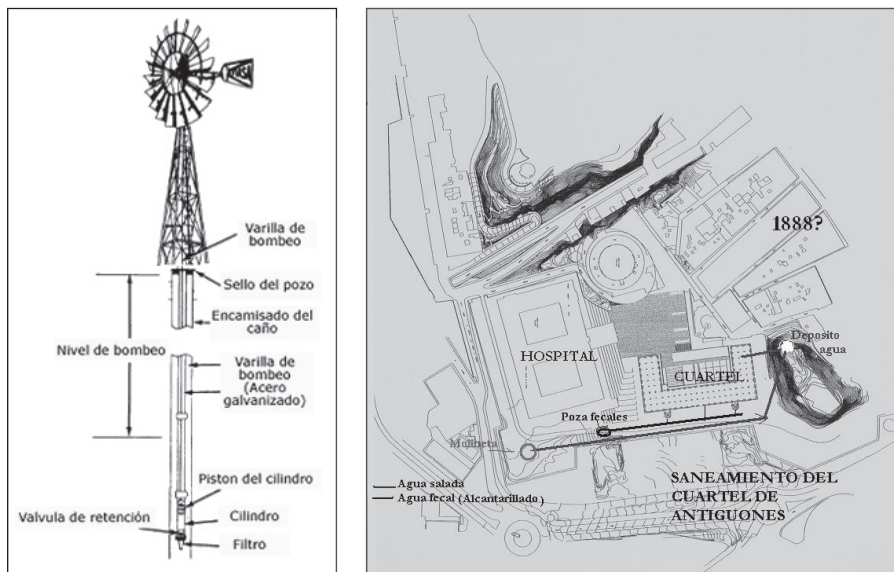 Varilla de
bombeo
Sello del pozo
Encamisado del
caño
Nivel de bombeo
Varilla de
bombeo
(Acero
galvanizado)
Piston del cilindro
Valvula de retención
Cilindro
Filtro
1888?
HOSPITAL
CUARTEL
Deposito
agua
Poza fecales
Molineta
Agua salada
Agua fecal (Alcantarillado)
SANEAMIENTO DEL
CUARTEL DE
ANTIGUONES